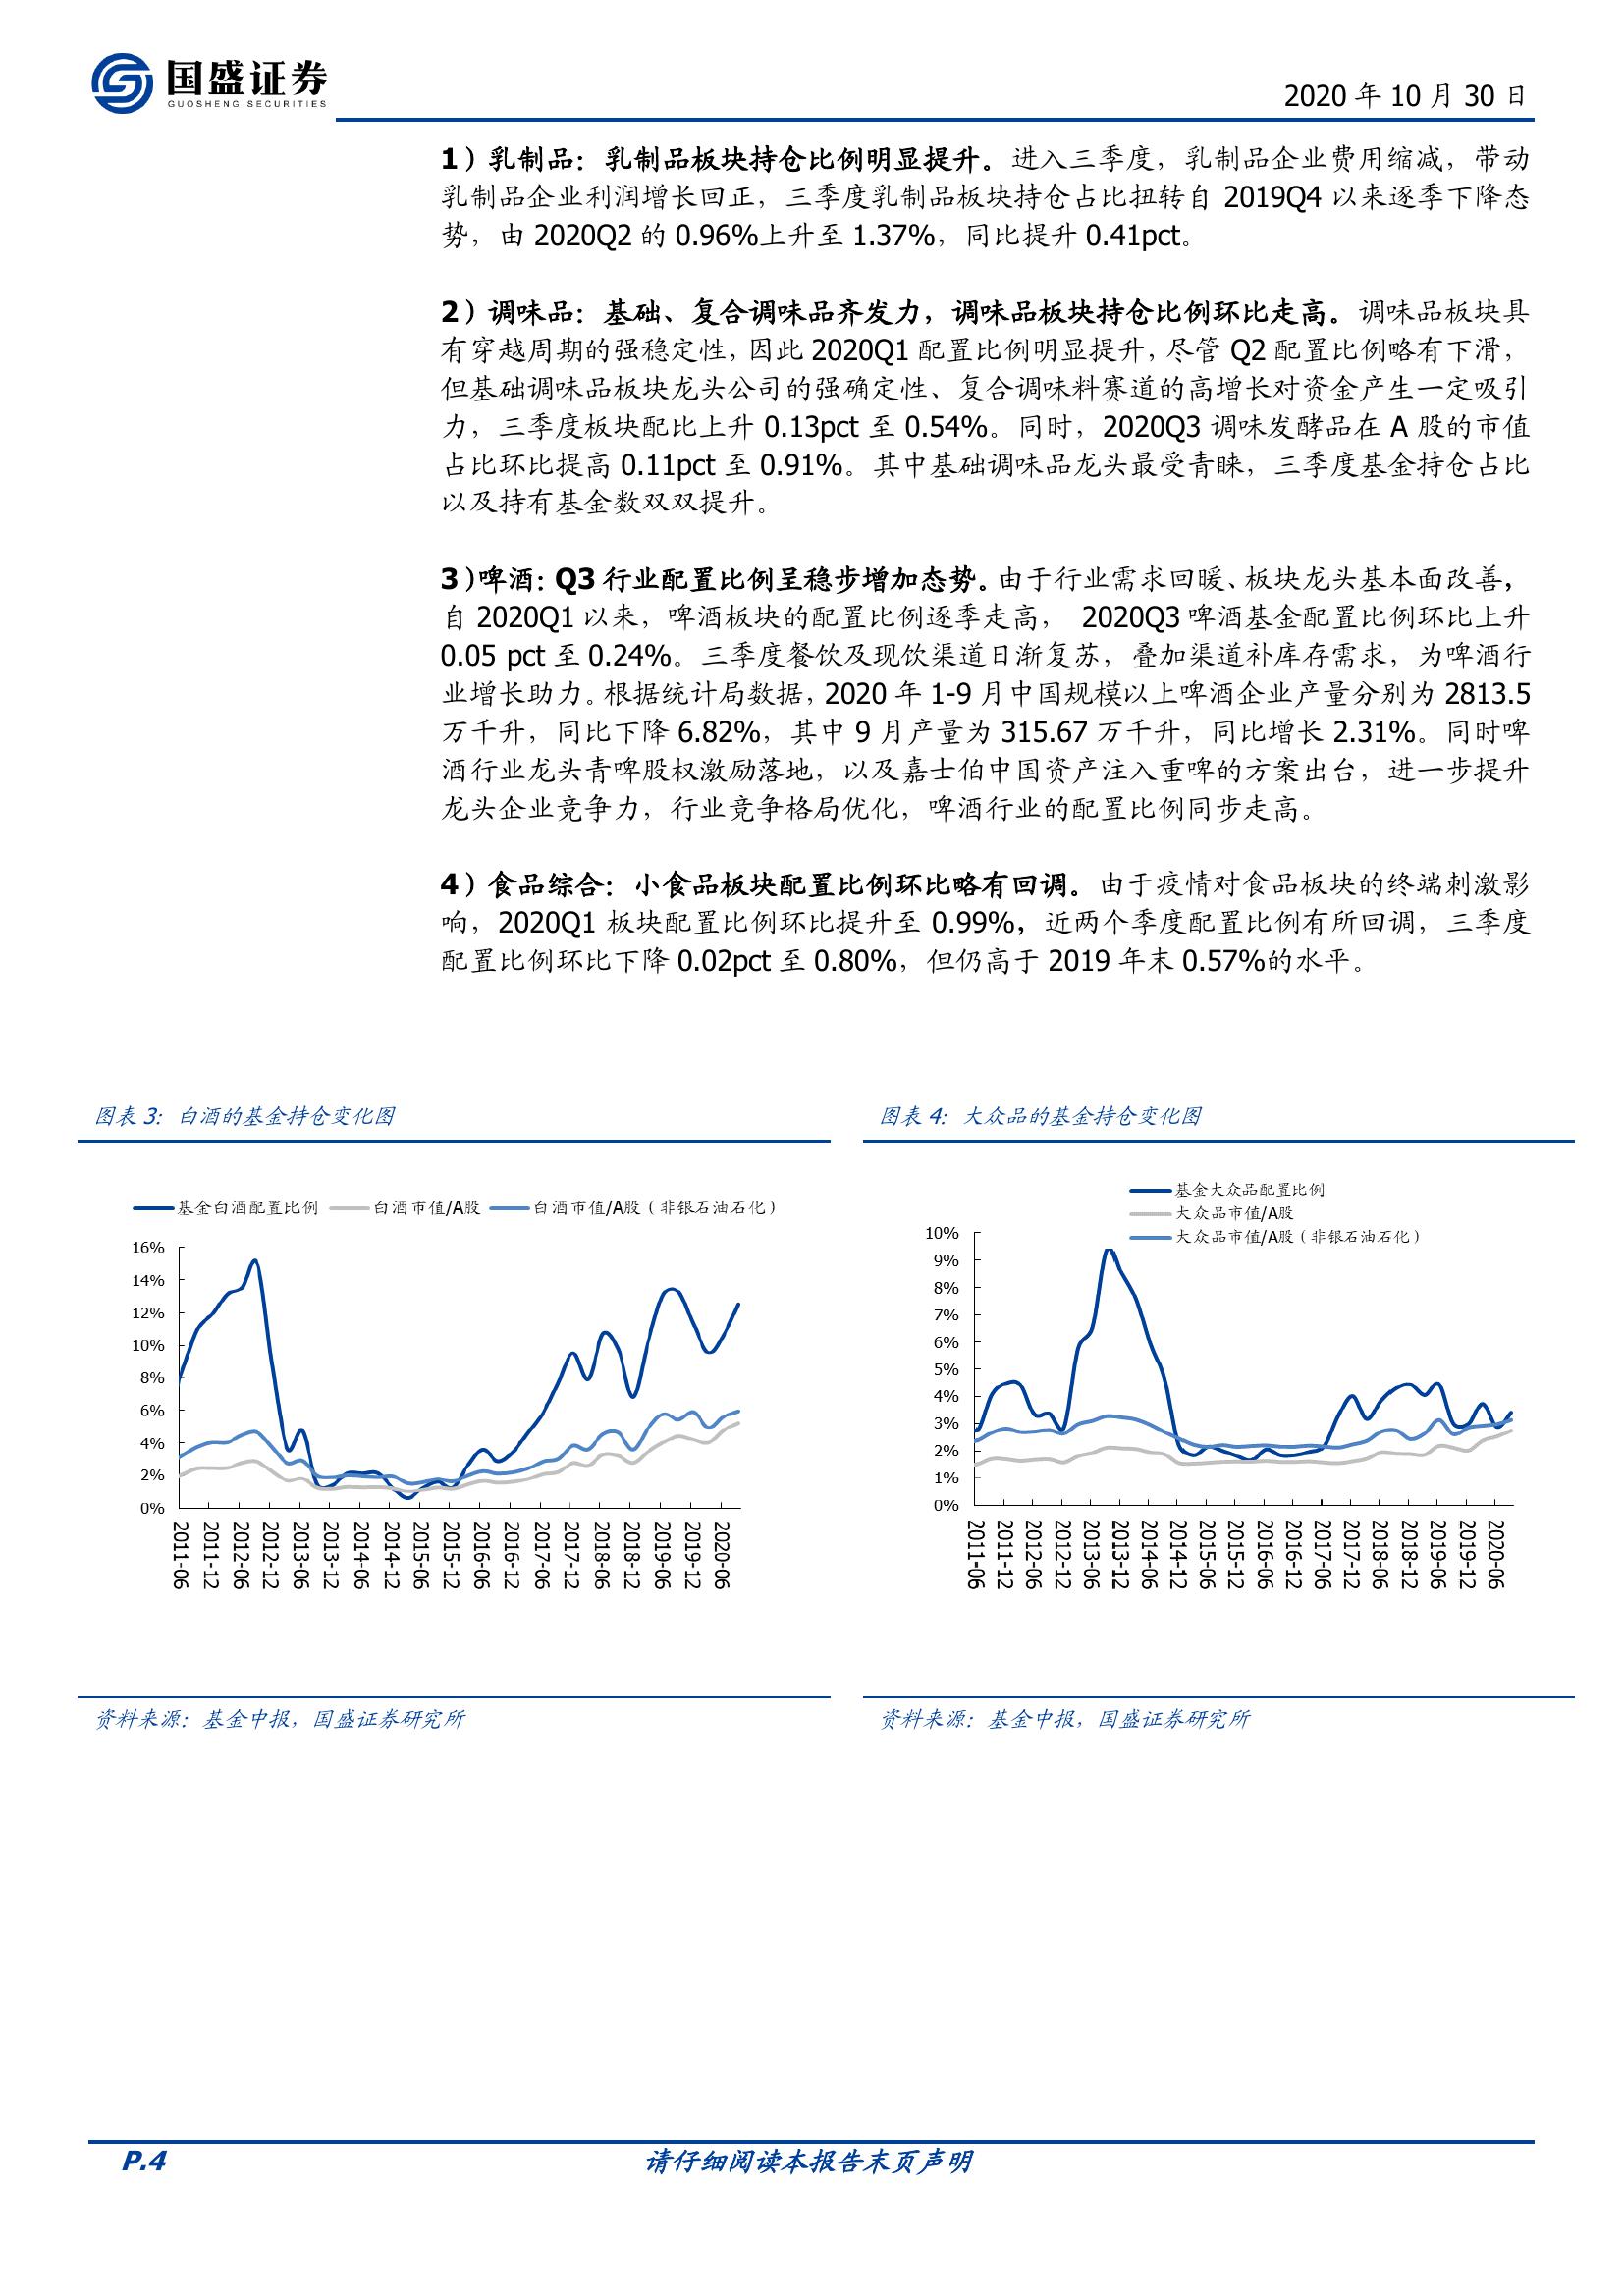 国盛证券
GUOSHENG SECURITIES
2020 年 10 月 30 日
1）乳制品：乳制品板块持仓比例明显提升。进入三季度，乳制品企业费用缩减，带动
乳制品企业利润增长回正，三季度乳制品板块持仓占比扭转自 2019Q4 以来逐季下降态
势，由 2020Q2 的 0.96%上升至 1.37%，同比提升 0.41pct。
2）调味品：基础、复合调味品齐发力，调味品板块持仓比例环比走高。调味品板块具
有穿越周期的强稳定性，因此 2020Q1 配置比例明显提升，尽管 Q2 配置比例略有下滑，
但基础调味品板块龙头公司的强确定性、复合调味料赛道的高增长对资金产生一定吸引
力，三季度板块配比上升 0.13pct 至 0.54%。同时，2020Q3 调味发酵品在 A 股的市值
占比环比提高 0.11pct 至 0.91%。其中基础调味品龙头最受青睐，三季度基金持仓占比
以及持有基金数双双提升。
3）啤酒：Q3 行业配置比例呈稳步增加态势。由于行业需求回暖、板块龙头基本面改善，
自 2020Q1 以来，啤酒板块的配置比例逐季走高， 2020Q3 啤酒基金配置比例环比上升
0.05 pct 至 0.24%。三季度餐饮及现饮渠道日渐复苏，叠加渠道补库存需求，为啤酒行
业增长助力。根据统计局数据，2020 年 1-9 月中国规模以上啤酒企业产量分别为 2813.5
万千升，同比下降 6.82%，其中 9 月产量为 315.67 万千升，同比增长 2.31%。同时啤
酒行业龙头青啤股权激励落地，以及嘉士伯中国资产注入重啤的方案出台，进一步提升
龙头企业竞争力，行业竞争格局优化，啤酒行业的配置比例同步走高。
4）食品综合：小食品板块配置比例环比略有回调。由于疫情对食品板块的终端刺激影
响，2020Q1 板块配置比例环比提升至 0.99%，近两个季度配置比例有所回调，三季度
配置比例环比下降 0.02pct 至 0.80%，但仍高于 2019 年末 0.57%的水平。
图表 3：白酒的基金持仓变化图
基金白酒配置比例 白酒市值/A股 白酒市值/A股（非银石油石化）
16%
14%
12%
10%
8%
6%
4%
2%
0%
2011-06
2011-12
2012-06
2012-12
2013-06
2013-12
2014-06
2014-12
2015-06
2015-12
2016-06
2016-12
2017-06
2017-12
2018-06
2018-12
2019-06
2019-12
2020-06
资料来源：基金中报，国盛证券研究所
图表 4：大众品的基金持仓变化图
基金大众品配置比例
大众品市值/A股
大众品市值/A股（非银石油石化）
10%
9%
8%
7%
6%
5%
4%
3%
2%
1%
0%
2011-06
2011-12
2012-06
2012-12
2013-06
2013-12
2014-06
2014-12
2015-06
2015-12
2016-06
2016-12
2017-06
2017-12
2018-06
2018-12
2019-06
2019-12
2020-06
资料来源：基金中报，国盛证券研究所
P.4
请仔细阅读本报告末页声明